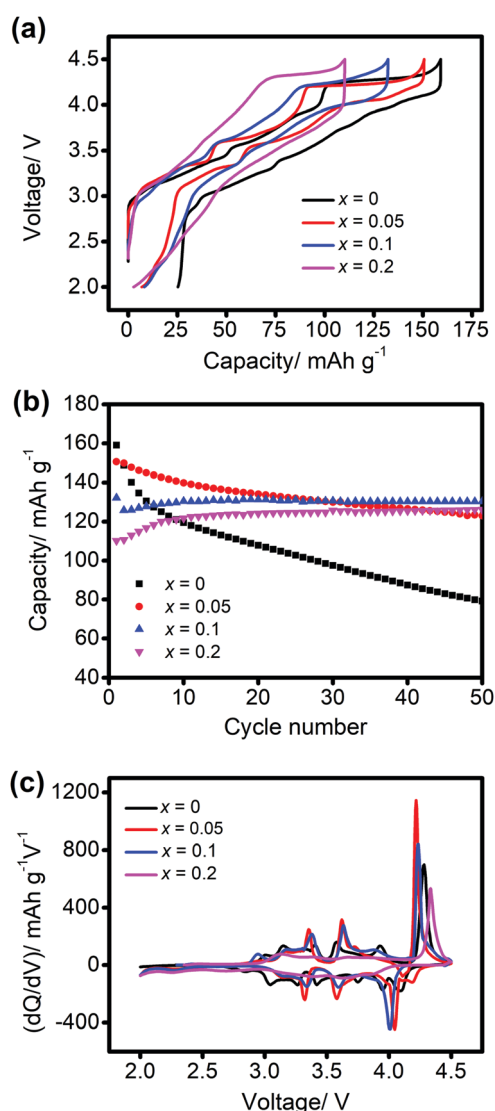 (a)
Voltage/ V
4.5
4.0
3.5
3.0
2.5
2.0
x = 0
x = 0.05
x = 0.1
x = 0.2
0 25 50 75 100 125 150 175
Capacity/ mAh g⁻¹
(b)
Capacity/ mAh g⁻¹
180
160
140
120
100
80
60
40
x = 0
x = 0.05
x = 0.1
x = 0.2
0 10 20 30 40 50
Cycle number
(c)
(dQ/dV)/ mAh g⁻¹V⁻¹
1200
800
400
0
-400
x = 0
x = 0.05
x = 0.1
x = 0.2
2.0 2.5 3.0 3.5 4.0 4.5
Voltage/ V